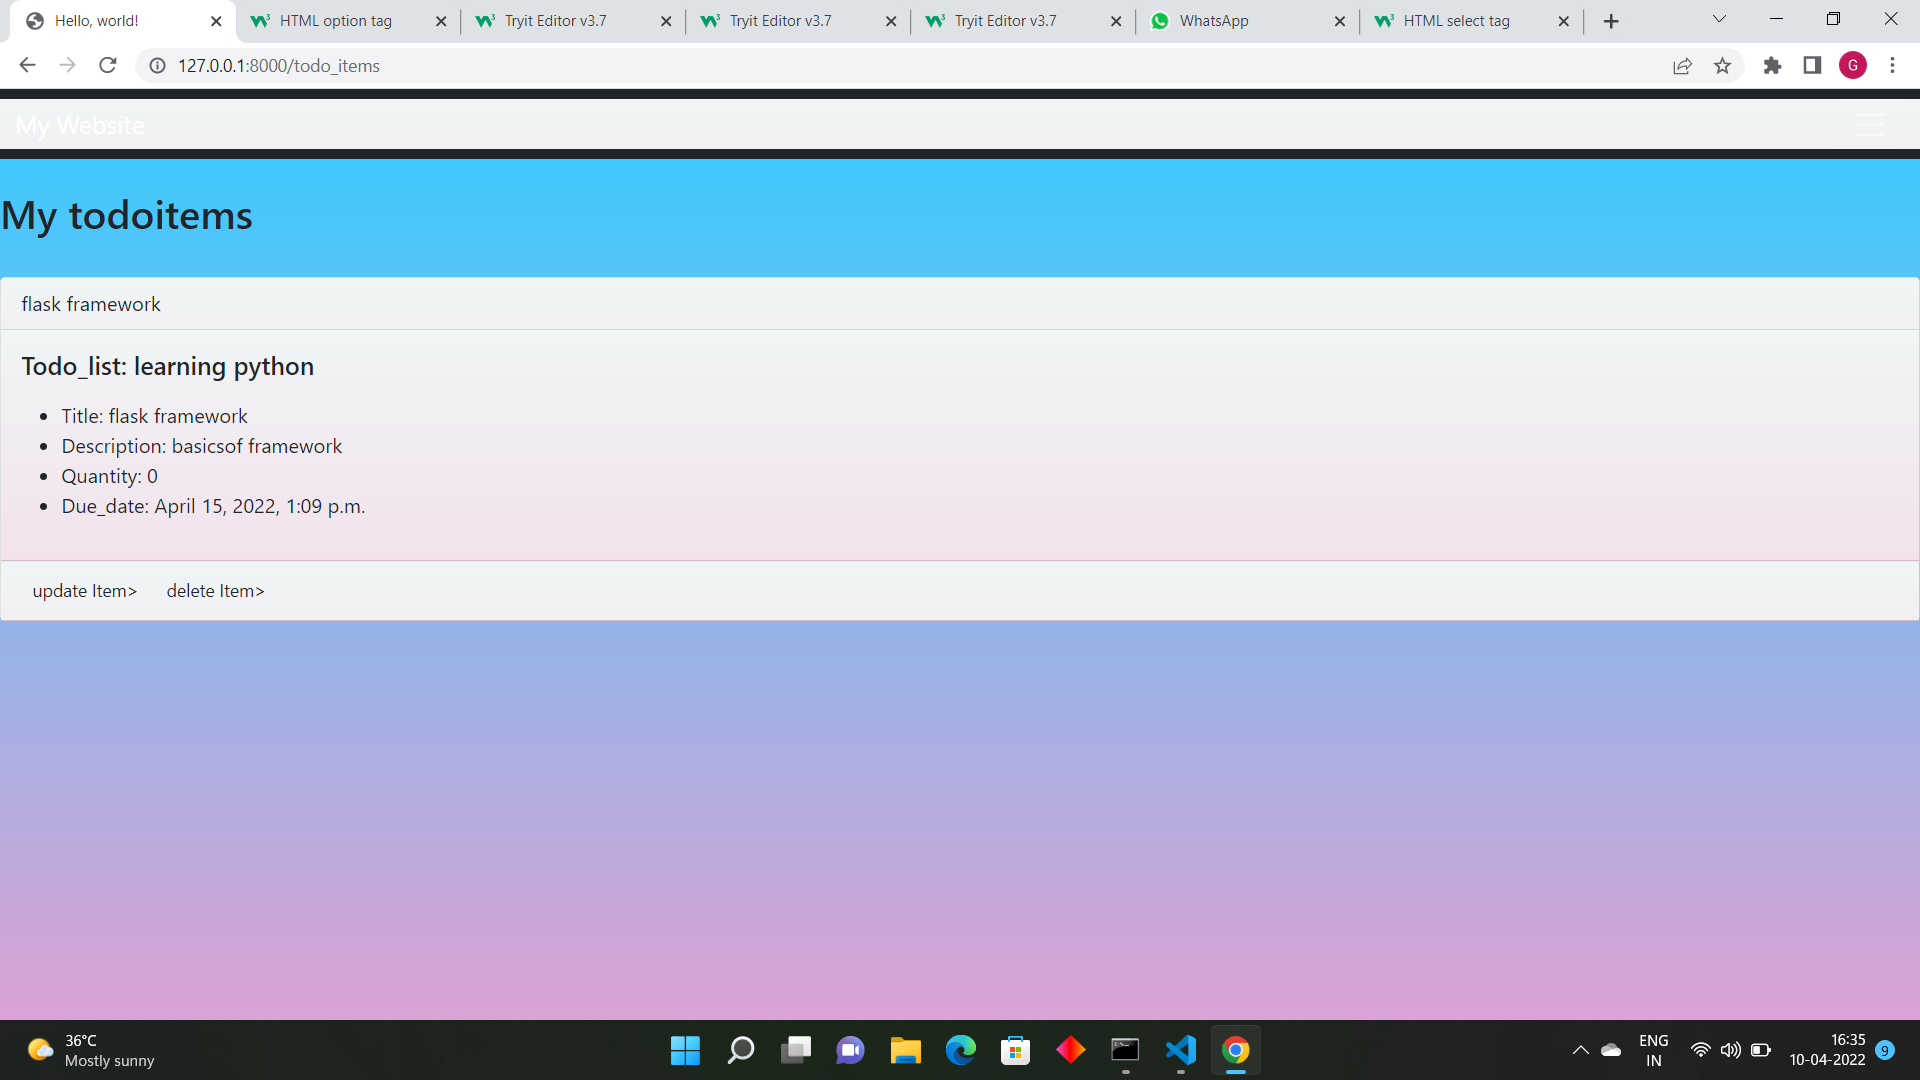 Hello, world!
HTML option tag
Tryit Editor v3.7
Tryit Editor v3.7
Tryit Editor v3.7
WhatsApp
HTML select tag
127.0.0.1:8000/todo_items
G
My Website
My todoitems
flask framework
Todo_list: learning python
Title: flask framework
Description: basicsof framework
Quantity: 0
Due_date: April 15, 2022, 1:09 p.m.
update Item> delete Item>
36°C
Mostly sunny
ENG
IN
16:35
10-04-2022
9